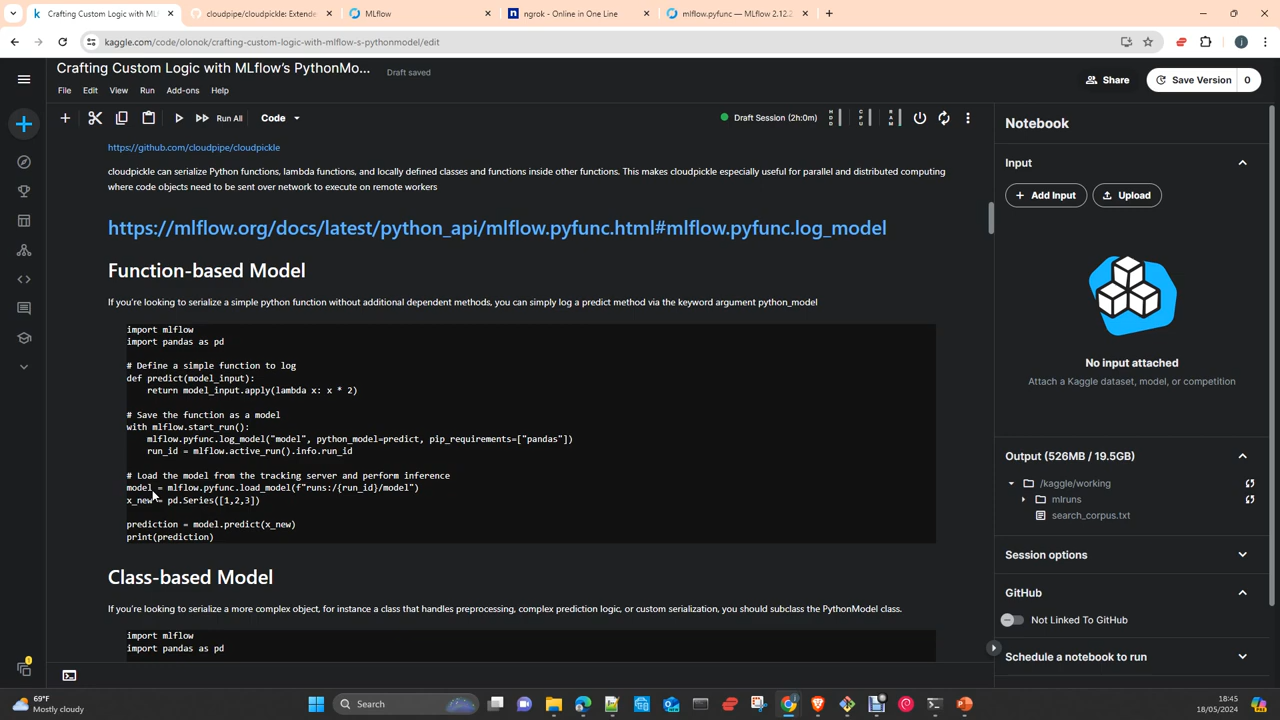 Crafting Custom Logic with ML
cloudpipe/cloudpickle: Extende
MLflow
ngrok - Online in One Line
mlflow.pyfunc — MLflow 2.12.2
kaggle.com/code/olonok/crafting-custom-logic-with-mlflow-s-pythonmodel/edit
Crafting Custom Logic with MLflow's PythonMo...
Draft saved
Share
Save Version
0
File
Edit
View
Run
Add-ons
Help
Run All
Code
Draft Session (2h:0m)
HDD
CPU
RAM
https://github.com/cloudpipe/cloudpickle
cloudpickle can serialize Python functions, lambda functions, and locally defined classes and functions inside other functions. This makes cloudpickle especially useful for parallel and distributed computing
where code objects need to be sent over network to execute on remote workers
https://mlflow.org/docs/latest/python_api/mlflow.pyfunc.html#mlflow.pyfunc.log_model
Function-based Model
If you're looking to serialize a simple python function without additional dependent methods, you can simply log a predict method via the keyword argument python_model
import mlflow
import pandas as pd
# Define a simple function to log
def predict(model_input):
    return model_input.apply(lambda x: x * 2)
# Save the function as a model
with mlflow.start_run():
    mlflow.pyfunc.log_model("model", python_model=predict, pip_requirements=["pandas"])
    run_id = mlflow.active_run().info.run_id
# Load the model from the tracking server and perform inference
model = mlflow.pyfunc.load_model(f"runs:/{run_id}/model")
x_new = pd.Series([1,2,3])
prediction = model.predict(x_new)
print(prediction)
Class-based Model
If you're looking to serialize a more complex object, for instance a class that handles preprocessing, complex prediction logic, or custom serialization, you should subclass the PythonModel class.
import mlflow
import pandas as pd
Notebook
Input
Add Input
Upload
No input attached
Attach a Kaggle dataset, model, or competition
Output (526MB / 19.5GB)
/kaggle/working
mlruns
search_corpus.txt
Session options
GitHub
Not Linked To GitHub
Schedule a notebook to run
69°F
Mostly cloudy
Search
18:45
18/05/2024